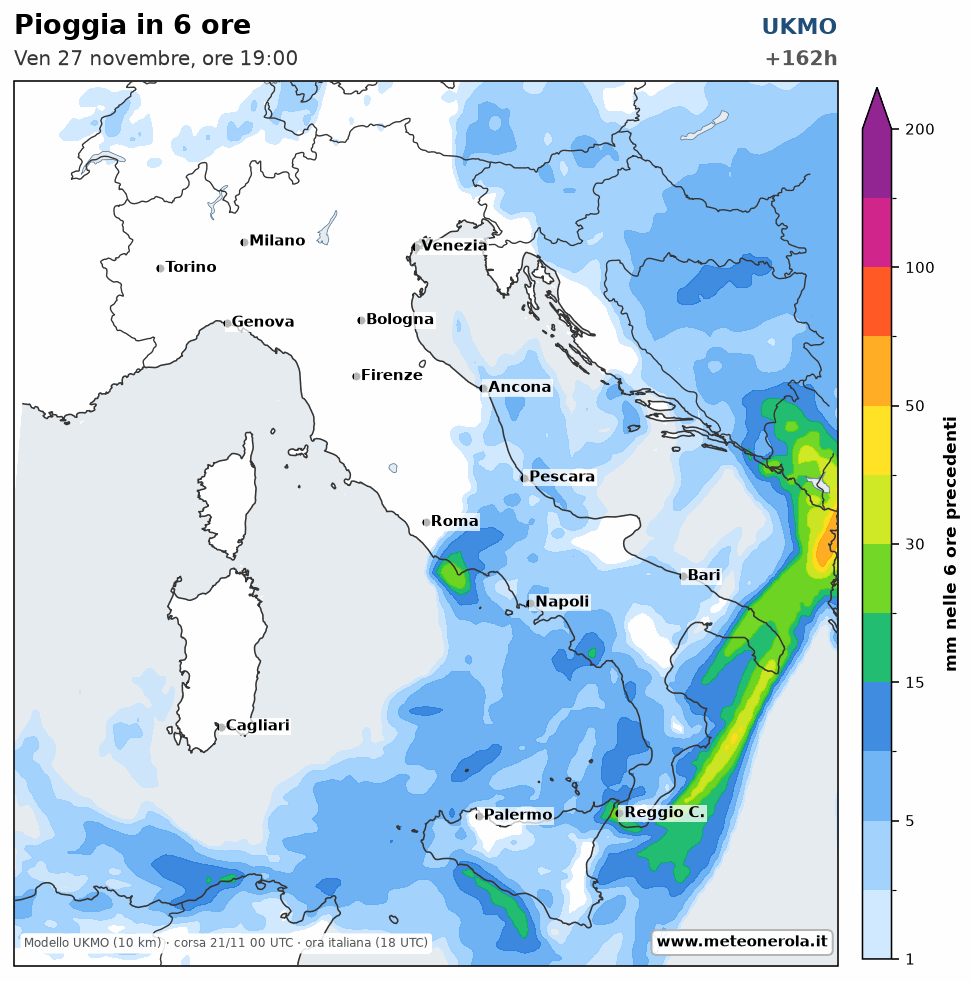 Pioggia in 6 ore
UKMO
Ven 27 novembre, ore 19:00
+162h
Milano
Venezia
Torino
Genova
Bologna
Firenze
Ancona
Pescara
Roma
Bari
Napoli
Cagliari
Palermo
Reggio C.
Modello UKMO (10 km) · corsa 21/11 00 UTC · ora italiana (18 UTC)
www.meteonerola.it
200
100
50
30
15
5
1
mm nelle 6 ore precedenti